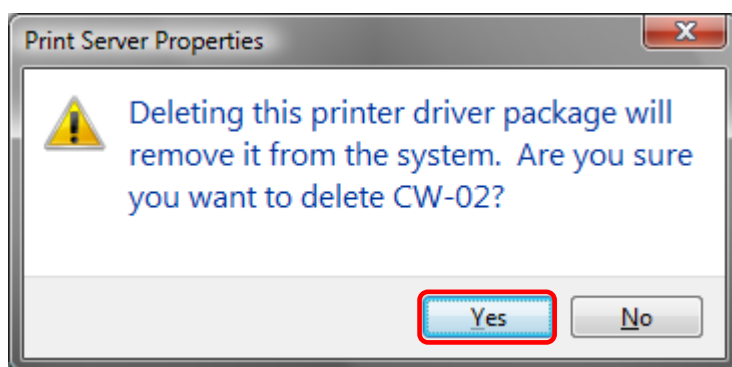 Print Server Properties
Deleting this printer driver package will
remove it from the system.  Are you sure
you want to delete CW-02?
Yes
No